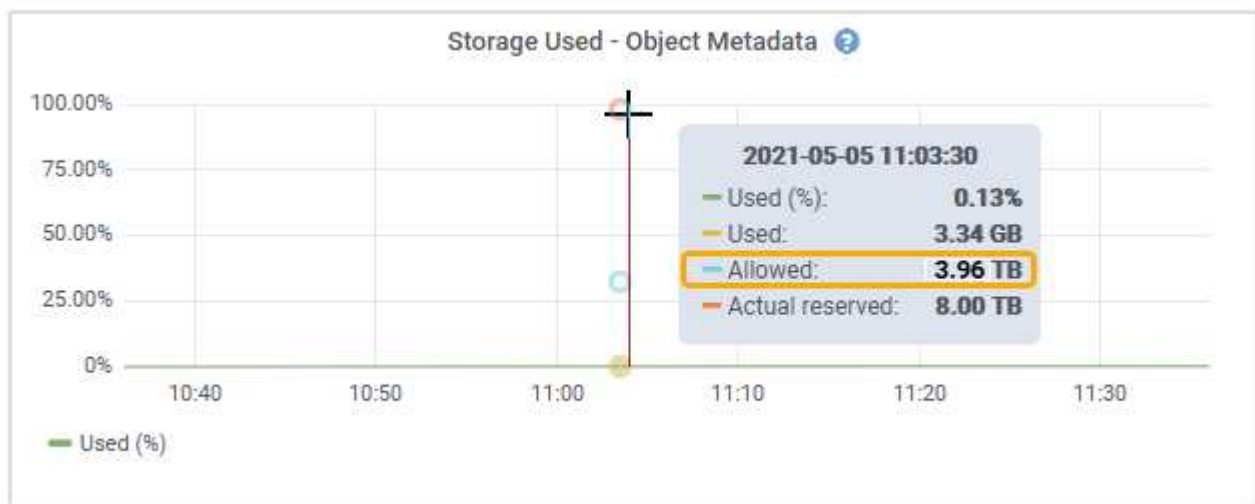 Storage Used - Object Metadata ?
100.00%
75.00%
50.00%
25.00%
0%
2021-05-05 11:03:30
Used (%): 0.13%
Used: 3.34 GB
Allowed: 3.96 TB
Actual reserved: 8.00 TB
10:40 10:50 11:00 11:10 11:20 11:30
Used (%)